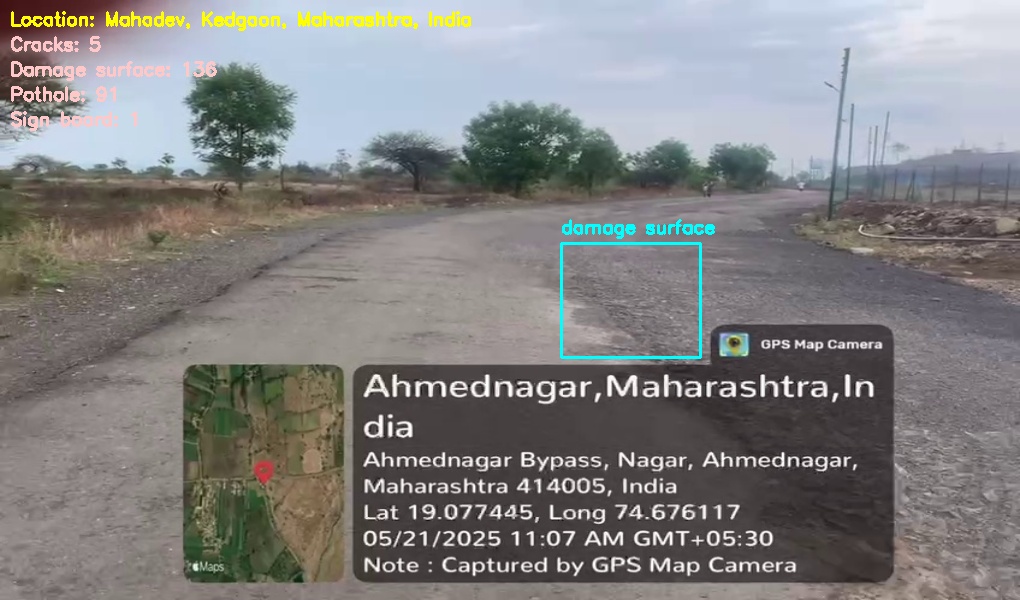 Location: Mahadev, Kedgaon, Maharashtra, India
Cracks: 5
Damage surface: 136
Pothole: 91
Sign board: 1
damage surface
GPS Map Camera
Ahmednagar,Maharashtra,In
dia
Ahmednagar Bypass, Nagar, Ahmednagar,
Maharashtra 414005, India
Lat 19.077445, Long 74.676117
05/21/2025 11:07 AM GMT+05:30
Note : Captured by GPS Map Camera
Maps